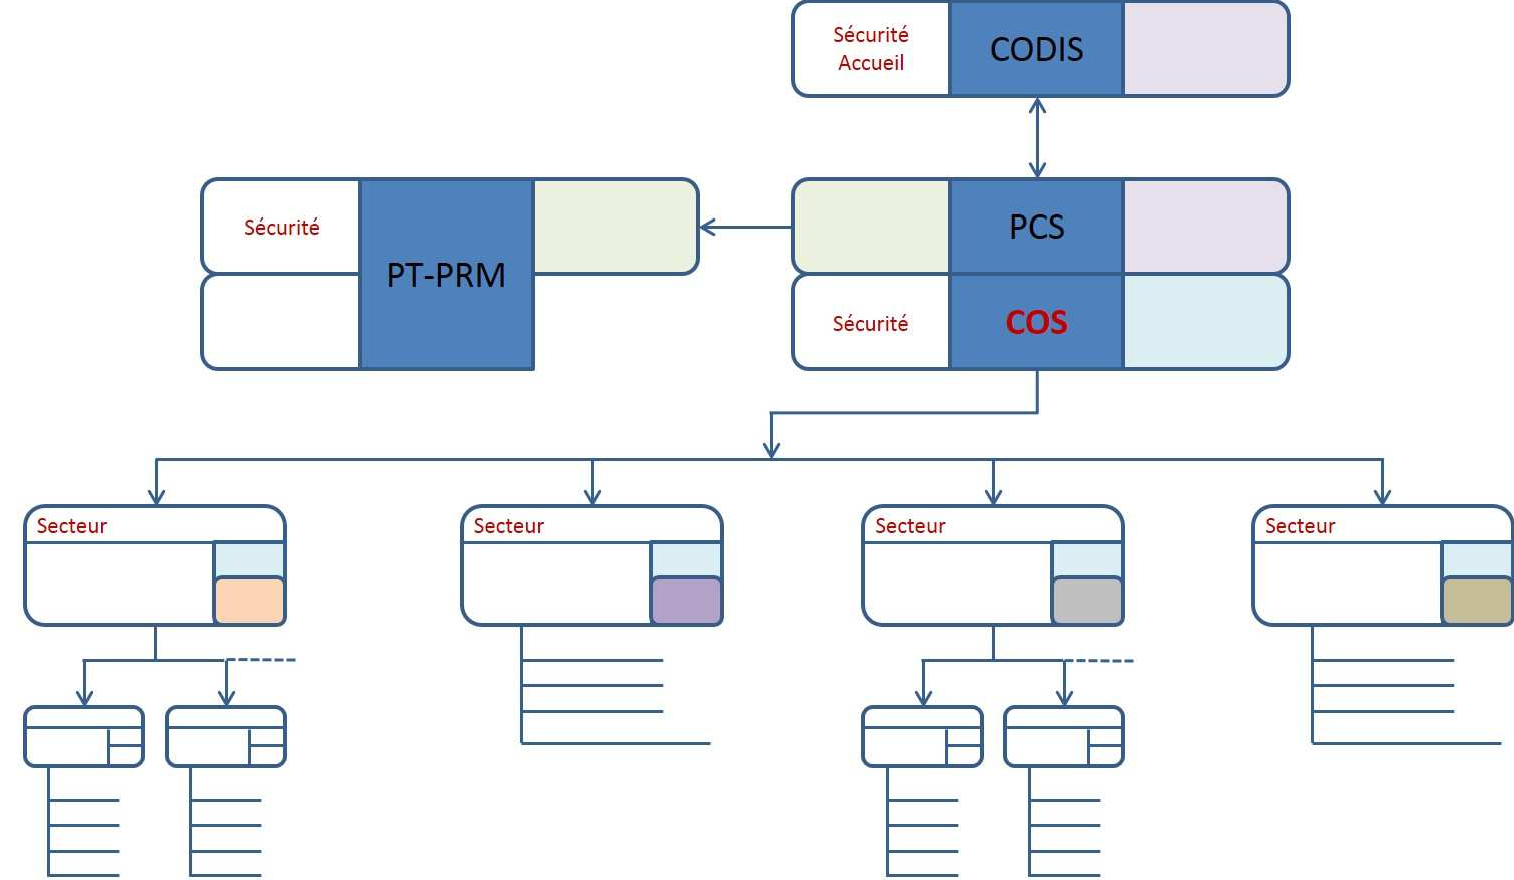 Sécurité
Accueil
CODIS
Sécurité
PT-PRM
PCS
Sécurité
COS
Secteur
Secteur
Secteur
Secteur